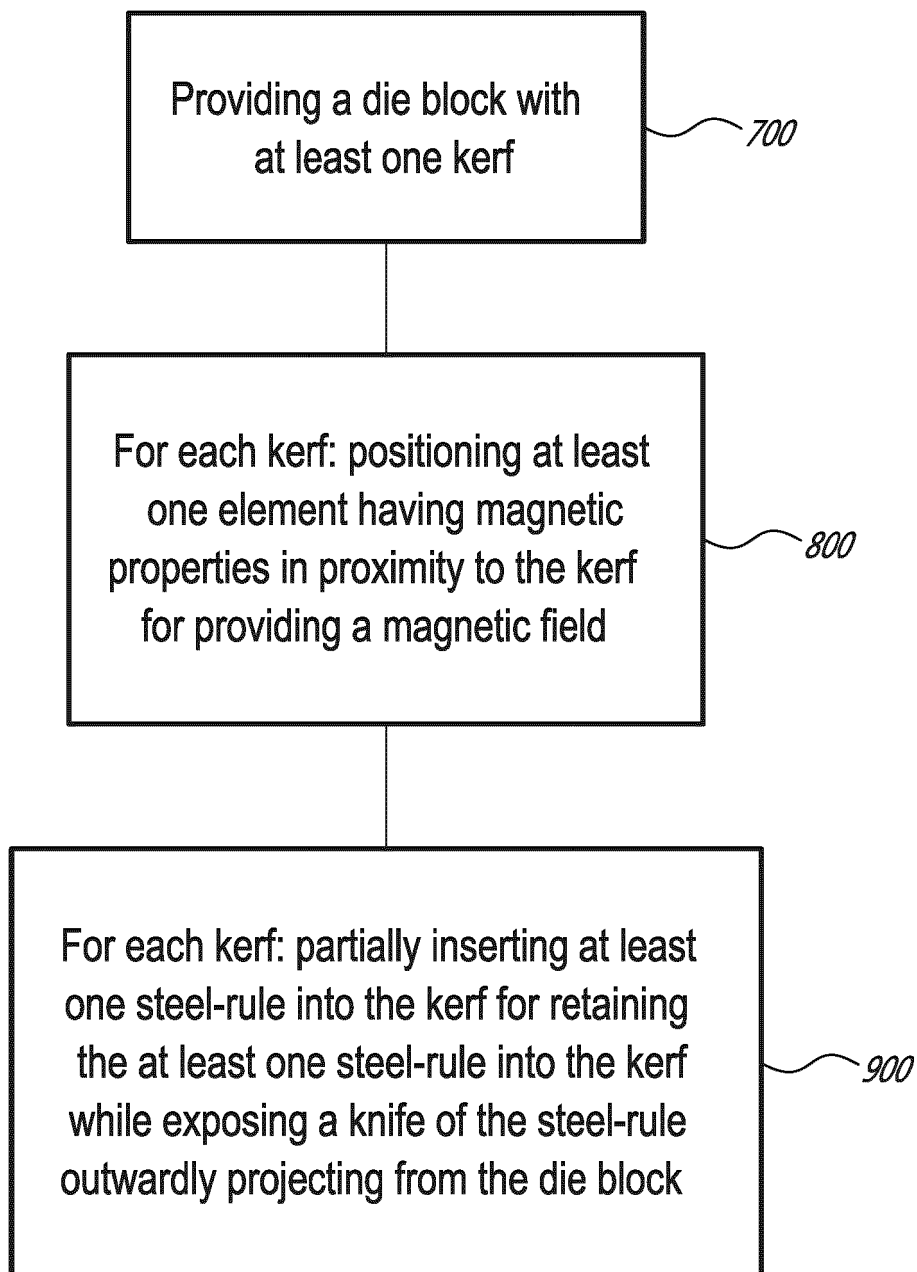 Providing a die block with
at least one kerf
700
For each kerf: positioning at least
one element having magnetic
properties in proximity to the kerf
for providing a magnetic field
800
For each kerf: partially inserting at least
one steel-rule into the kerf for retaining
the at least one steel-rule into the kerf
while exposing a knife of the steel-rule
outwardly projecting from the die block
900